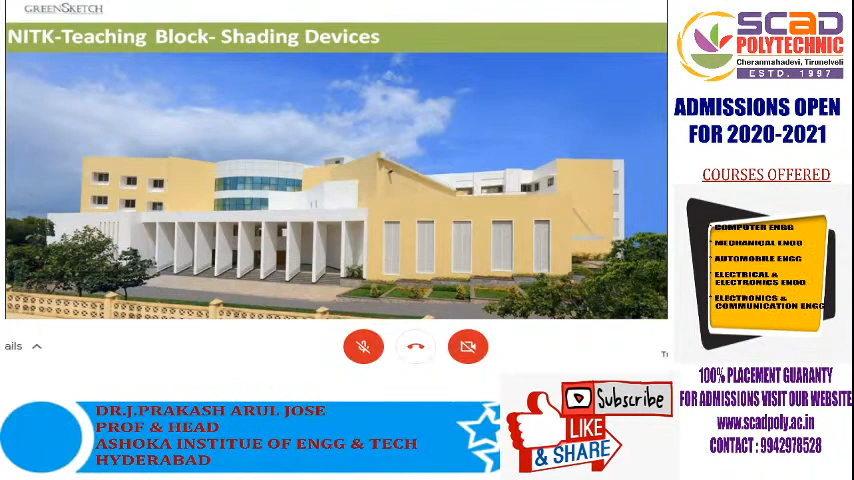 GREENSKETCH
NITK-Teaching Block- Shading Devices
SCAD
POLYTECHNIC
Cheranmahadevi, Tirunelveli
ESTD. 1997
ADMISSIONS OPEN
FOR 2020-2021
COURSES OFFERED
COMPUTER ENGG
MECHANICAL ENGG
AUTOMOBILE ENGG
ELECTRICAL &
ELECTRONICS ENGG
ELECTRONICS &
COMMUNICATION ENGG
ails
100% PLACEMENT GUARANTY
FOR ADMISSIONS VISIT OUR WEBSITE
www.scadpoly.ac.in
CONTACT : 9942978528
DR.J.PRAKASH ARUL JOSE
PROF & HEAD
ASHOKA INSTITUE OF ENGG & TECH
HYDERABAD
Subscribe
LIKE
& SHARE